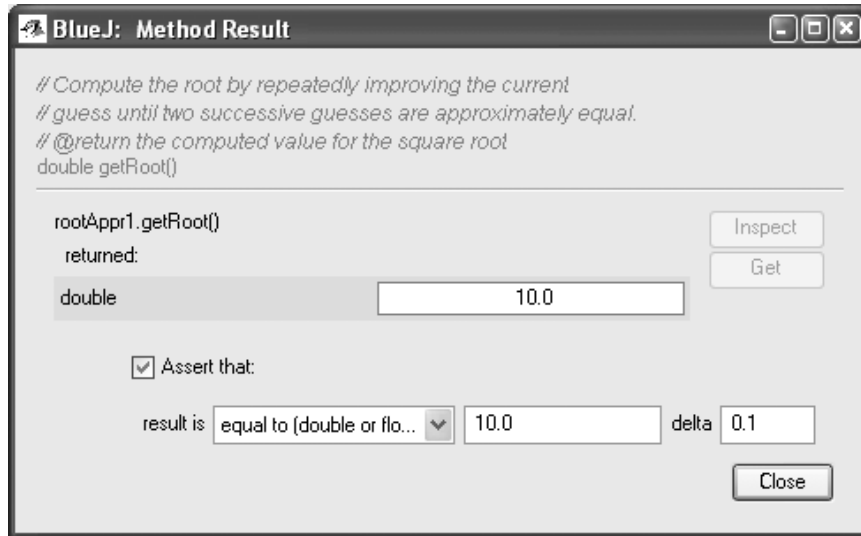 BlueJ: Method Result
// Compute the root by repeatedly improving the current
// guess until two successive guesses are approximately equal.
// @return the computed value for the square root
double getRoot()
rootAppr1.getRoot()
Inspect
returned:
Get
double 10.0
Assert that:
result is equal to (double or flo... 10.0 delta 0.1
Close